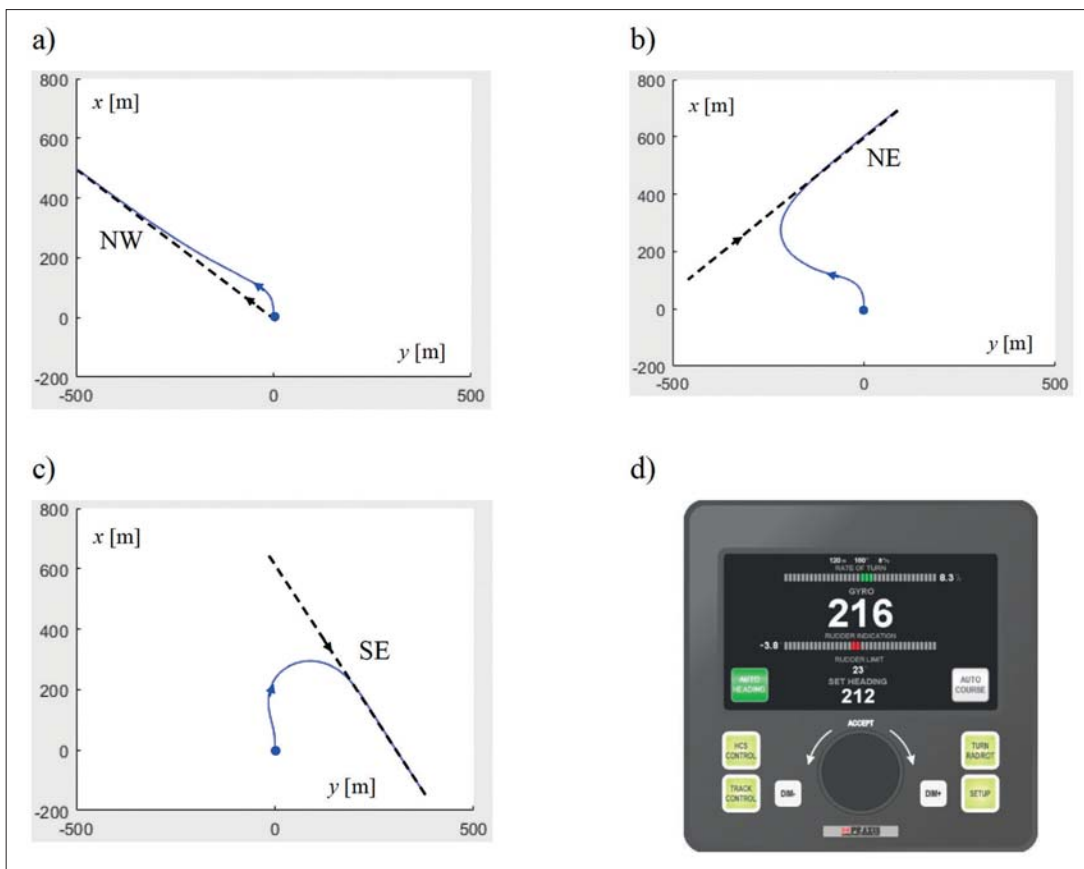 a)
800
x [m]
600
400
NW
200
0
y [m]
-200
-500
0
500
b)
800
x [m]
600
NE
400
200
0
y [m]
-200
-500
0
500
c)
800
x [m]
600
400
SE
200
0
y [m]
-200
-500
0
500
d)
RATE OF TURN
8.3
GYRO
216
RUDDER INDICATION
-3.8
RUDDER LIMIT
23
AUTO HEADING
SET HEADING
AUTO COURSE
212
ACCEPT
HCS CONTROL
TURN RAD/ROT
TRACK CONTROL
DIM-
DIM+
SETUP
PRAXIS